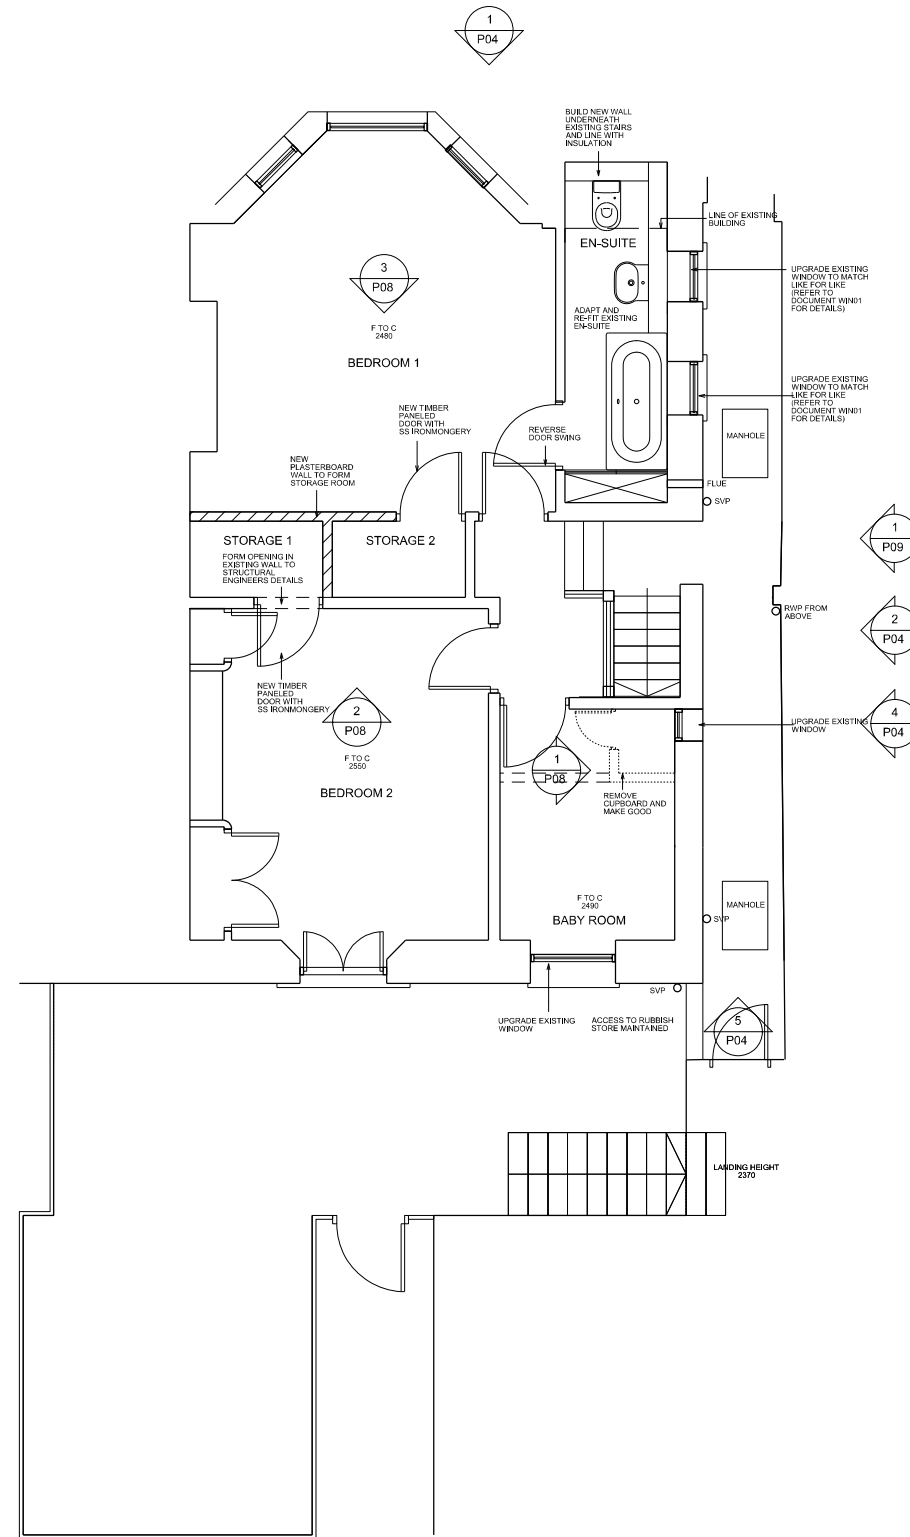 1
P04
BUILD NEW WALL
UNDERNEATH
EXISTING STAIRS
AND LINE WITH
INSULATION
LINE OF EXISTING
BUILDING
EN-SUITE
3
P08
F TO C
2480
BEDROOM 1
ADAPT AND
RE-FIT EXISTING
EN-SUITE
UPGRADE EXISTING
WINDOW TO MATCH
LIKE FOR LIKE
(REFER TO
DOCUMENT WIN01
FOR DETAILS)
UPGRADE EXISTING
WINDOW TO MATCH
LIKE FOR LIKE
(REFER TO
DOCUMENT WIN01
FOR DETAILS)
NEW TIMBER
PANELED
DOOR WITH
SS IRONMONGERY
REVERSE
DOOR SWING
MANHOLE
NEW
PLASTERBOARD
WALL TO FORM
STORAGE ROOM
FLUE
SVP
STORAGE 1
FORM OPENING IN
EXISTING WALL TO
STRUCTURAL
ENGINEERS DETAILS
STORAGE 2
1
P09
RWP FROM
ABOVE
2
P04
NEW TIMBER
PANELED
DOOR WITH
SS IRONMONGERY
2
P08
F TO C
2550
BEDROOM 2
UPGRADE EXISTING
WINDOW
4
P04
1
P08
REMOVE
CUPBOARD AND
MAKE GOOD
F TO C
2490
BABY ROOM
MANHOLE
SVP
SVP
UPGRADE EXISTING
WINDOW
ACCESS TO RUBBISH
STORE MAINTAINED
5
P04
LANDING HEIGHT
2370